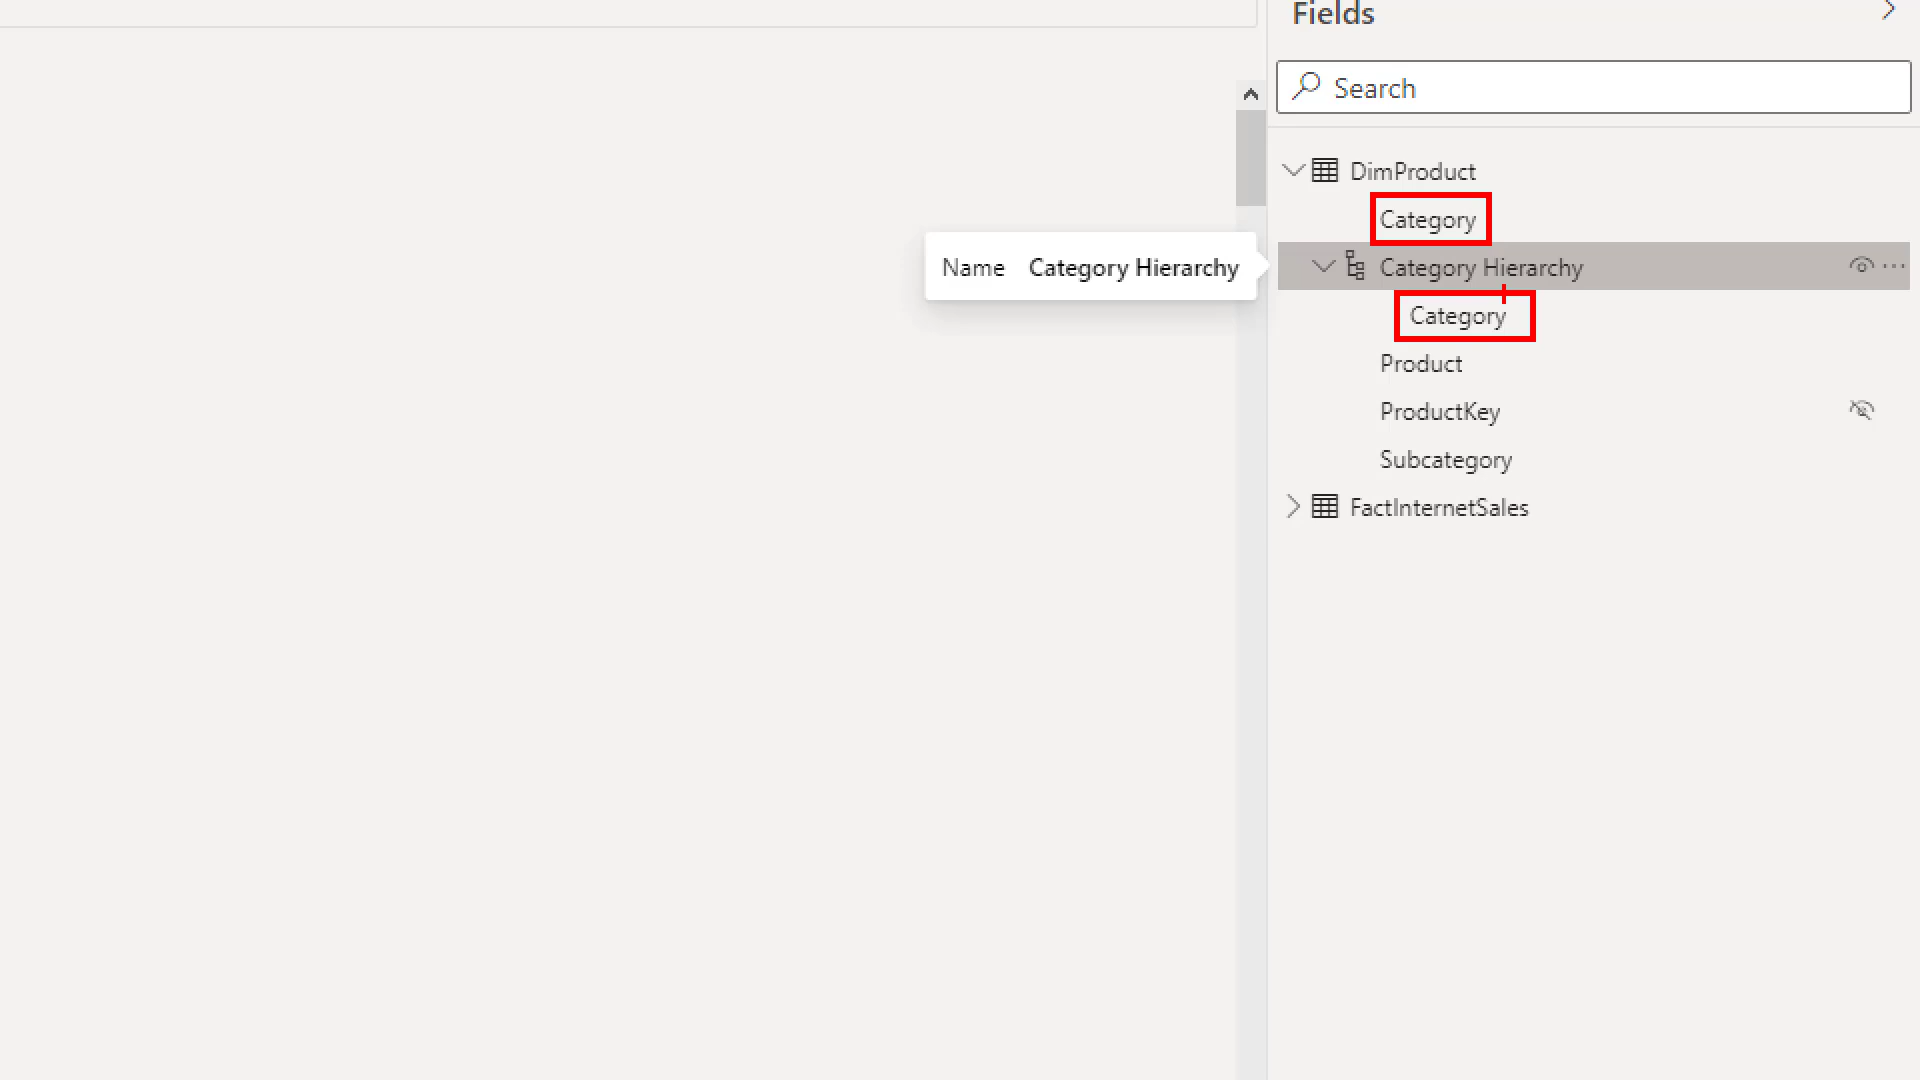 Fields
Search
DimProduct
Category
Name Category Hierarchy
Category Hierarchy
Category
Product
ProductKey
Subcategory
FactInternetSales